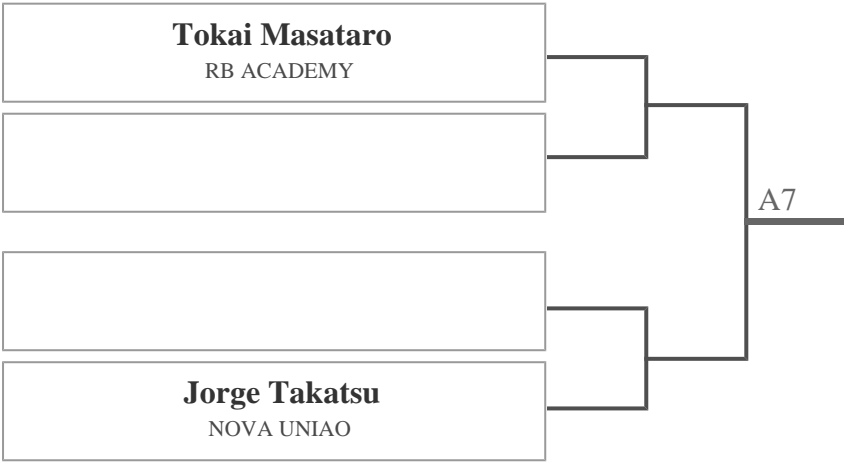 Tokai Masataro
RB ACADEMY
A7
Jorge Takatsu
NOVA UNIAO